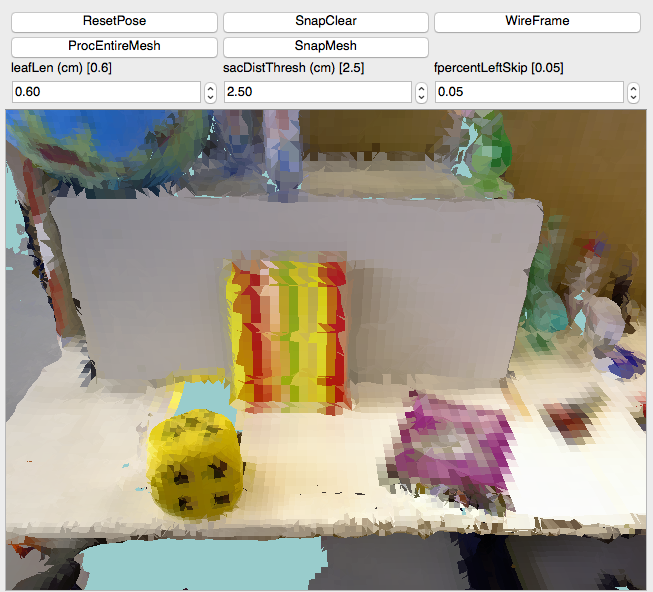 ResetPose SnapClear WireFrame
ProcEntireMesh SnapMesh
leafLen (cm) [0.6] sacDistThresh (cm) [2.5] fpercentLeftSkip [0.05]
0.60 2.50 0.05